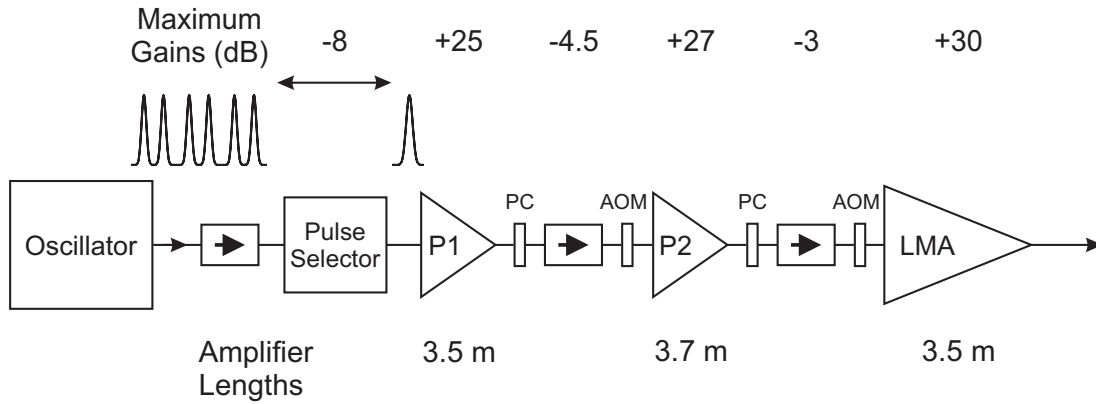 Maximum
Gains (dB)
-8
+25
-4.5
+27
-3
+30
Oscillator
Pulse
Selector
P1
PC
AOM
P2
PC
AOM
LMA
Amplifier
Lengths
3.5 m
3.7 m
3.5 m